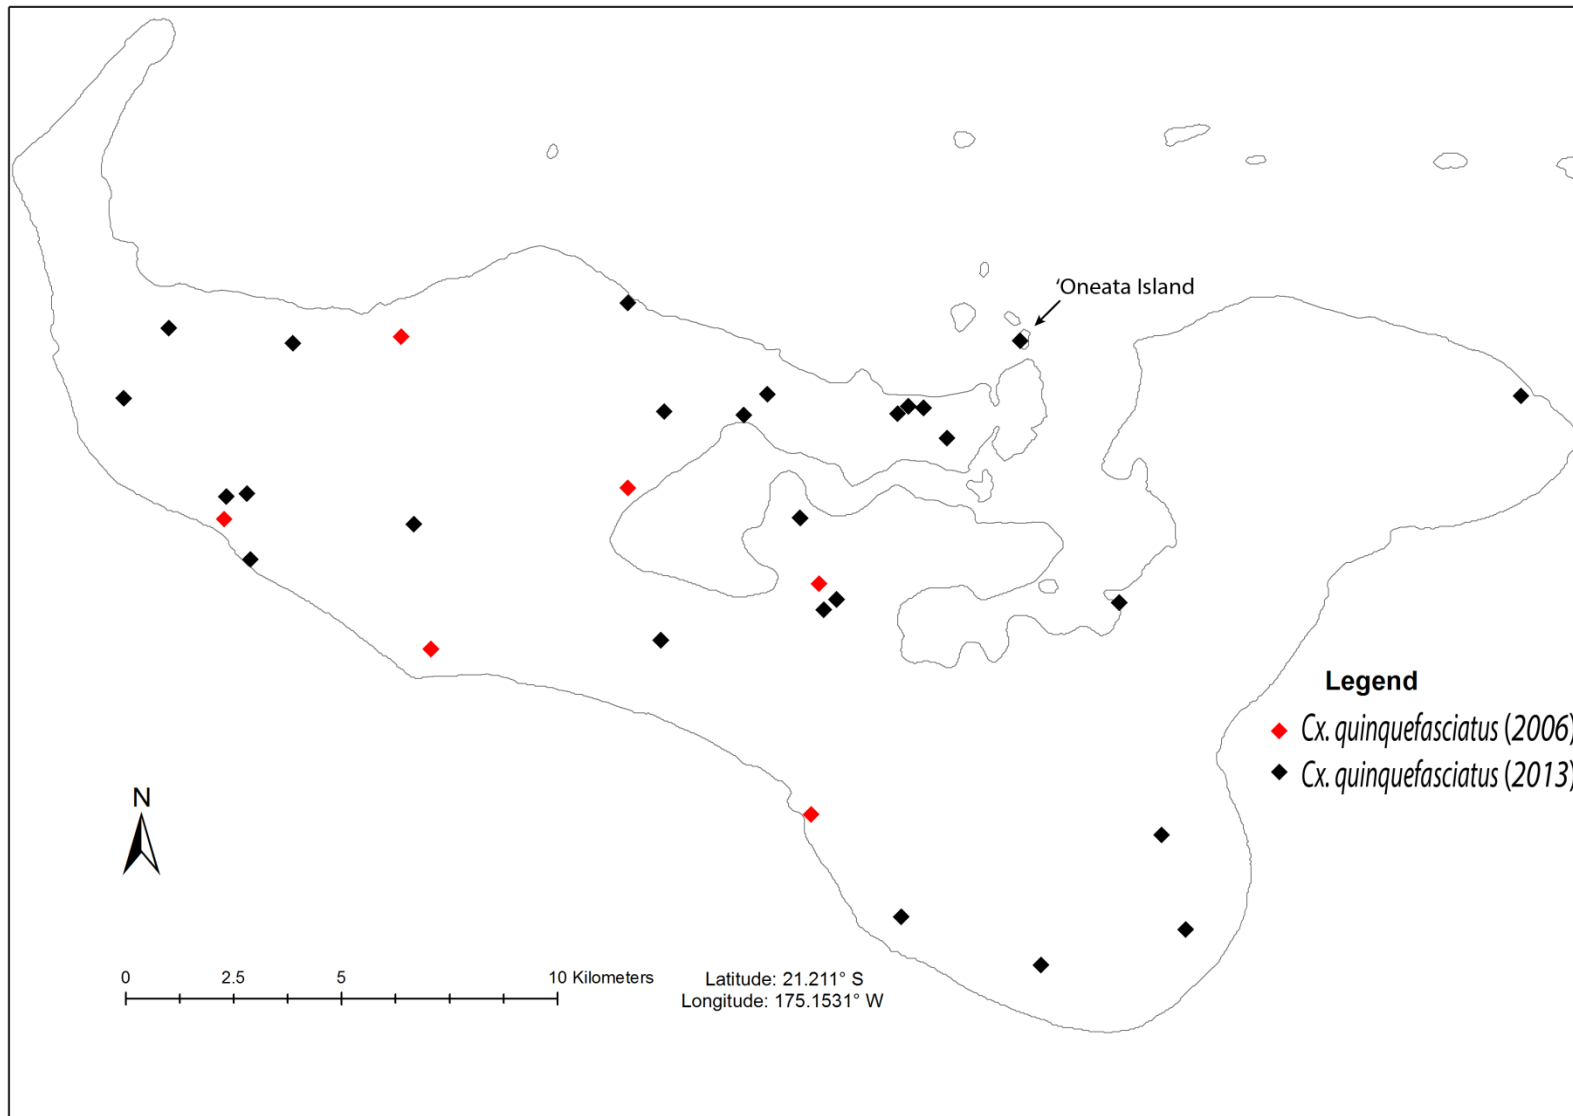 'Oneata Island
Legend
Cx. quinquefasciatus (2006)
Cx. quinquefasciatus (2013)
N
0 2.5 5 10 Kilometers
Latitude: 21.211° S
Longitude: 175.1531° W